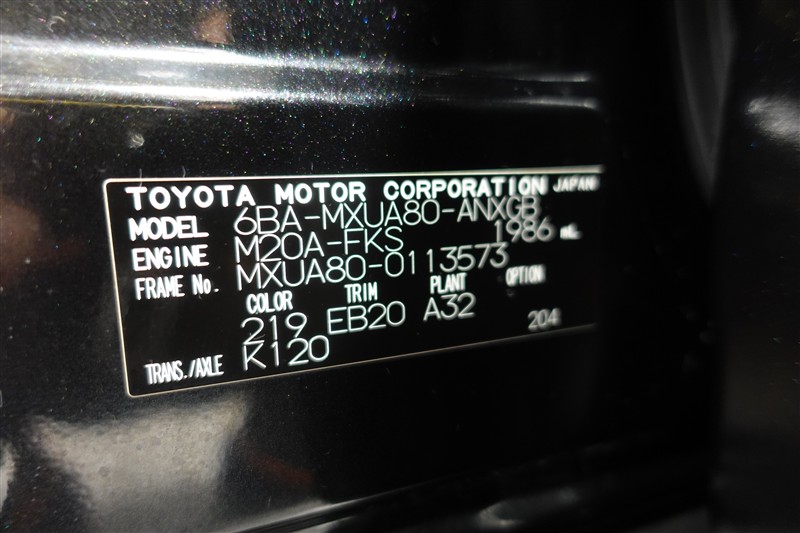 TOYOTA MOTOR CORPORATION JAPAN
MODEL 6BA-MXUA80-ANXGB
ENGINE M20A-FKS 1986 mL
FRAME No. MXUA80-0113573
COLOR TRIM PLANT OPTION
219 EB20 A32
TRANS./AXLE K120 204